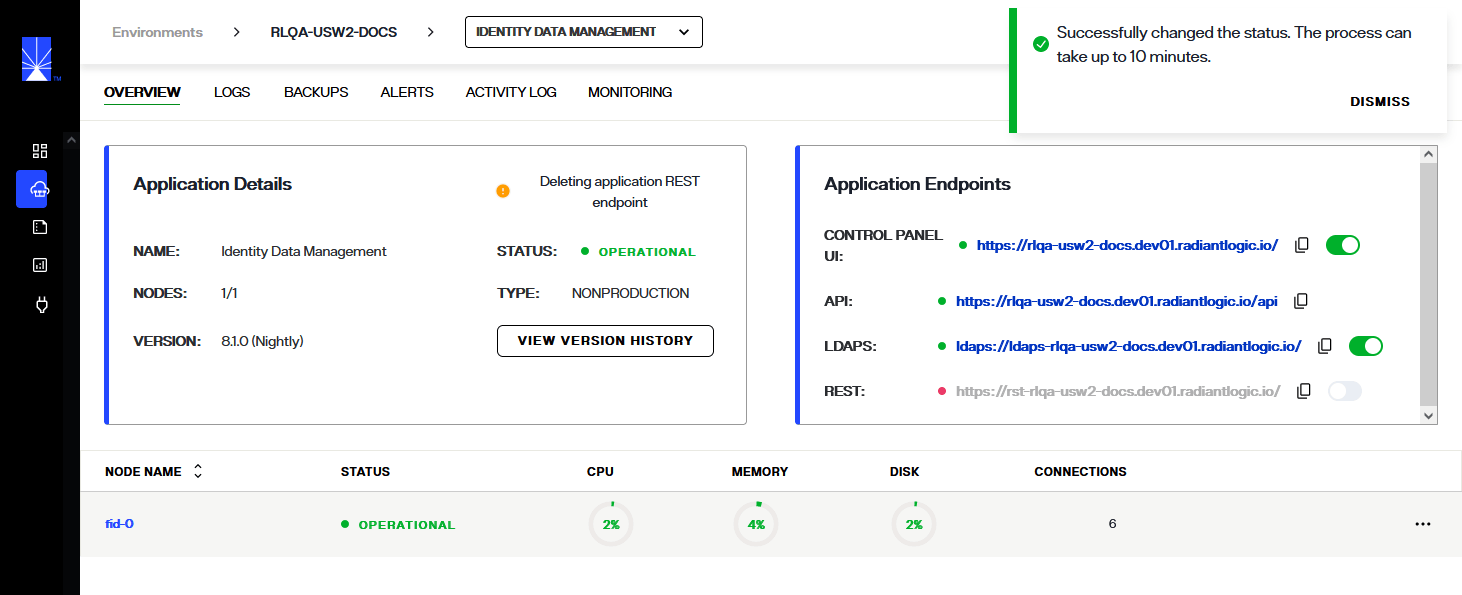 Environments > RLQA-USW2-DOCS > IDENTITY DATA MANAGEMENT
Successfully changed the status. The process can
take up to 10 minutes.
DISMISS
TM
OVERVIEW LOGS BACKUPS ALERTS ACTIVITY LOG MONITORING
Application Details
Deleting application REST
endpoint
NAME: Identity Data Management
STATUS: OPERATIONAL
NODES: 1/1
TYPE: NONPRODUCTION
VERSION: 8.1.0 (Nightly)
VIEW VERSION HISTORY
Application Endpoints
CONTROL PANEL
UI:
https://rlqa-usw2-docs.dev01.radiantlogic.io/
API: https://rlqa-usw2-docs.dev01.radiantlogic.io/api
LDAPS: ldaps://ldaps-rlqa-usw2-docs.dev01.radiantlogic.io/
REST: https://rst-rlqa-usw2-docs.dev01.radiantlogic.io/
NODE NAME STATUS CPU MEMORY DISK CONNECTIONS
fid-0 OPERATIONAL 2% 4% 2% 6